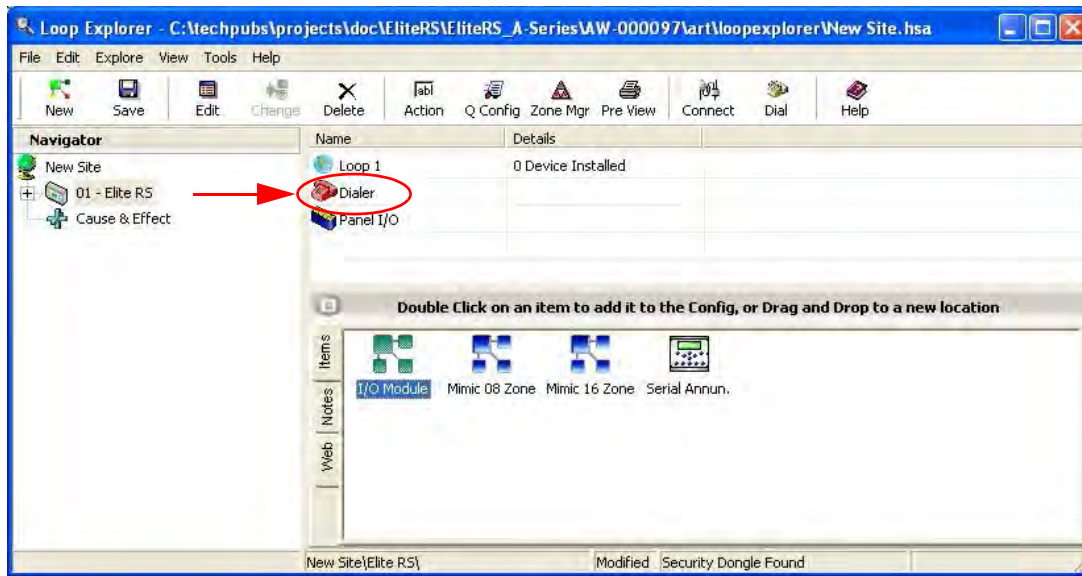 Loop Explorer - C:\techpubs\projects\doc\EliteRS\EliteRS_A-Series\AW-000097\art\loopexplorer\New Site.hsa
File Edit Explore View Tools Help
New Save Edit Change Delete abl Action Q Config Zone Mgr Pre View Connect Dial Help
Navigator
New Site
01 - Elite RS
Cause & Effect
Name Details
Loop 1 0 Device Installed
Dialer
Panel I/O
Double Click on an item to add it to the Config, or Drag and Drop to a new location
Items
Notes
Web
I/O Module Mimic 08 Zone Mimic 16 Zone Serial Annun.
New Site\Elite RS\ Modified Security Dongle Found